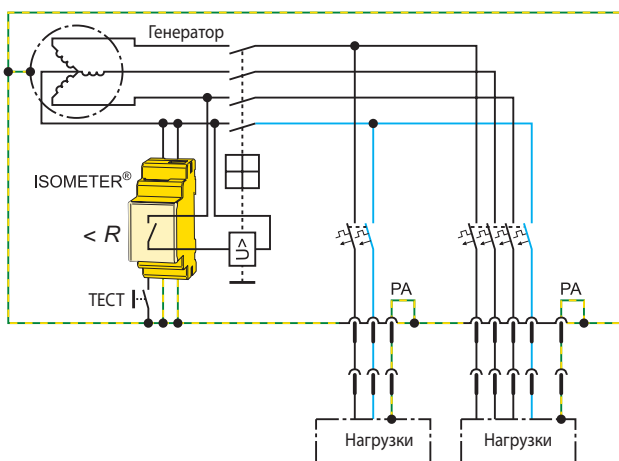 Генератор
ISOMETER®
< R
U>
ТЕСТ
PA
PA
Нагрузки
Нагрузки